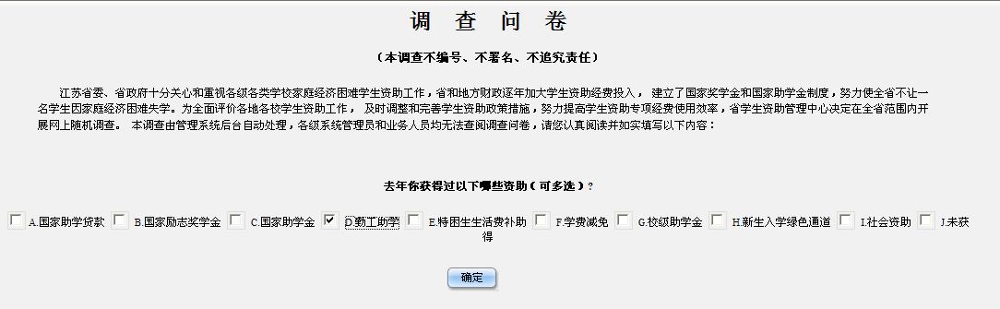 调 查 问 卷
（本调查不编号、不署名、不追究责任）
江苏省委、省政府十分关心和重视各级各类学校家庭经济困难学生资助工作，省和地方财政逐年加大学生资助经费投入， 建立了国家奖学金和国家助学金制度，努力使全省不让一
名学生因家庭经济困难失学。为全面评价各地各校学生资助工作， 及时调整和完善学生资助政策措施，努力提高学生资助专项经费使用效率，省学生资助管理中心决定在全省范围内开
展网上随机调查。 本调查由管理系统后台自动处理，各级系统管理员和业务人员均无法查阅调查问卷，请您认真阅读并如实填写以下内容：
去年你获得过以下哪些资助（可多选）?
A.国家助学贷款 B.国家励志奖学金 C.国家助学金 D.勤工助学 E.特困生生活费补助 F.学费减免 G.校级助学金 H.新生入学绿色通道 I.社会资助 J.未获
得
确定